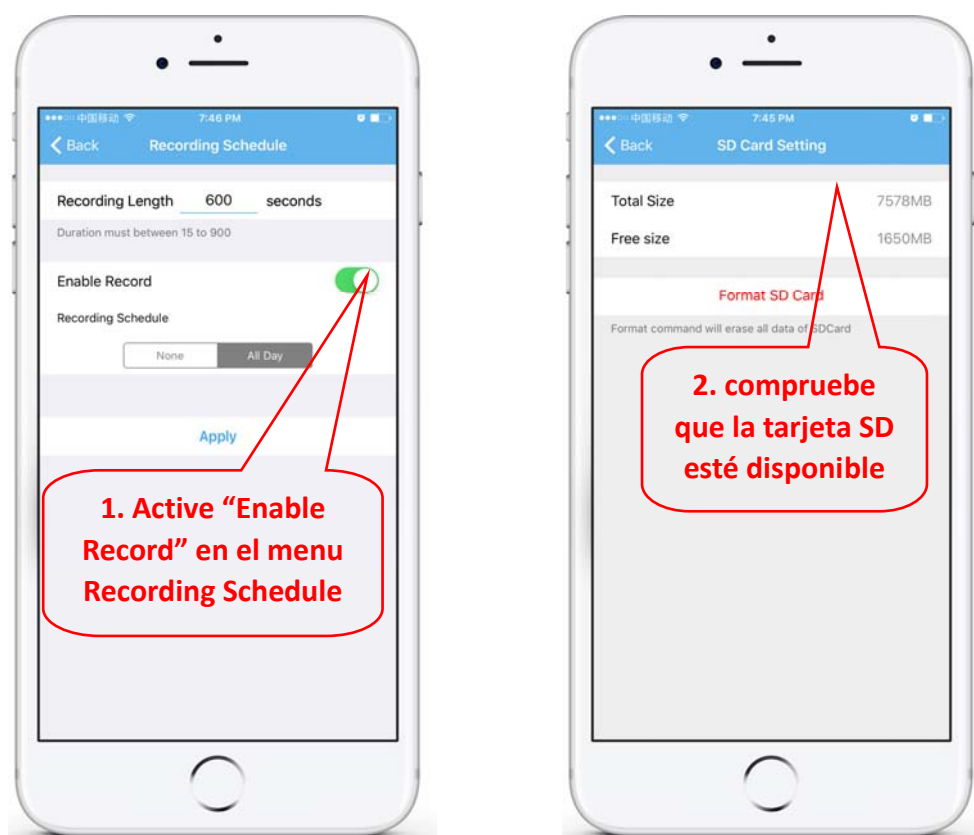 中国移动 7:46 PM
Back Recording Schedule
Recording Length 600 seconds
Duration must between 15 to 900
Enable Record
Recording Schedule
None All Day
Apply
1. Active “Enable
Record” en el menu
Recording Schedule
中国移动 7:45 PM
Back SD Card Setting
Total Size 7578MB
Free size 1650MB
Format SD Card
Format command will erase all data of SDCard
2. compruebe
que la tarjeta SD
esté disponible